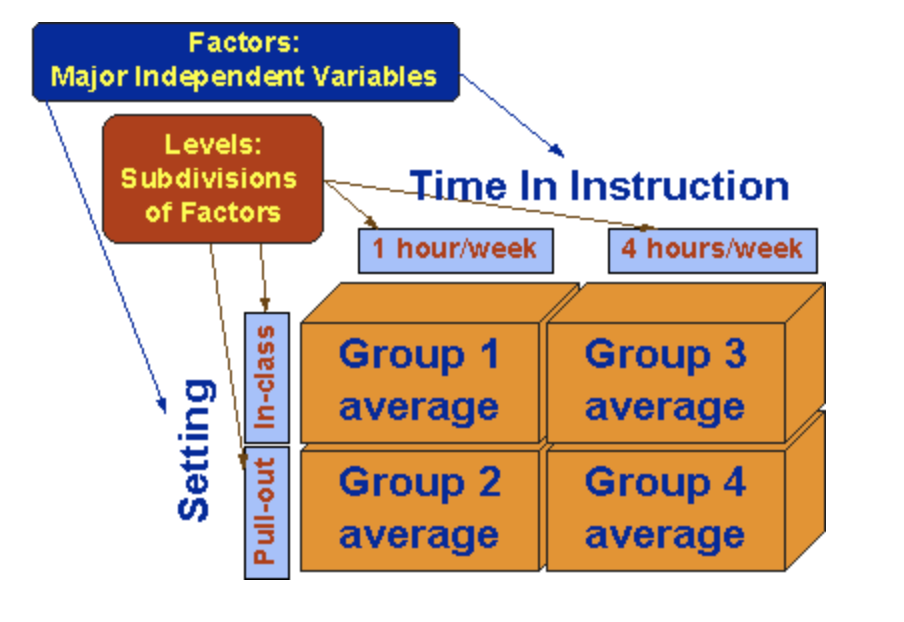 Factors:
Major Independent Variables
Levels:
Subdivisions
of Factors
Time In Instruction
1 hour/week
4 hours/week
Setting
In-class
Pull-out
Group 1
average
Group 3
average
Group 2
average
Group 4
average